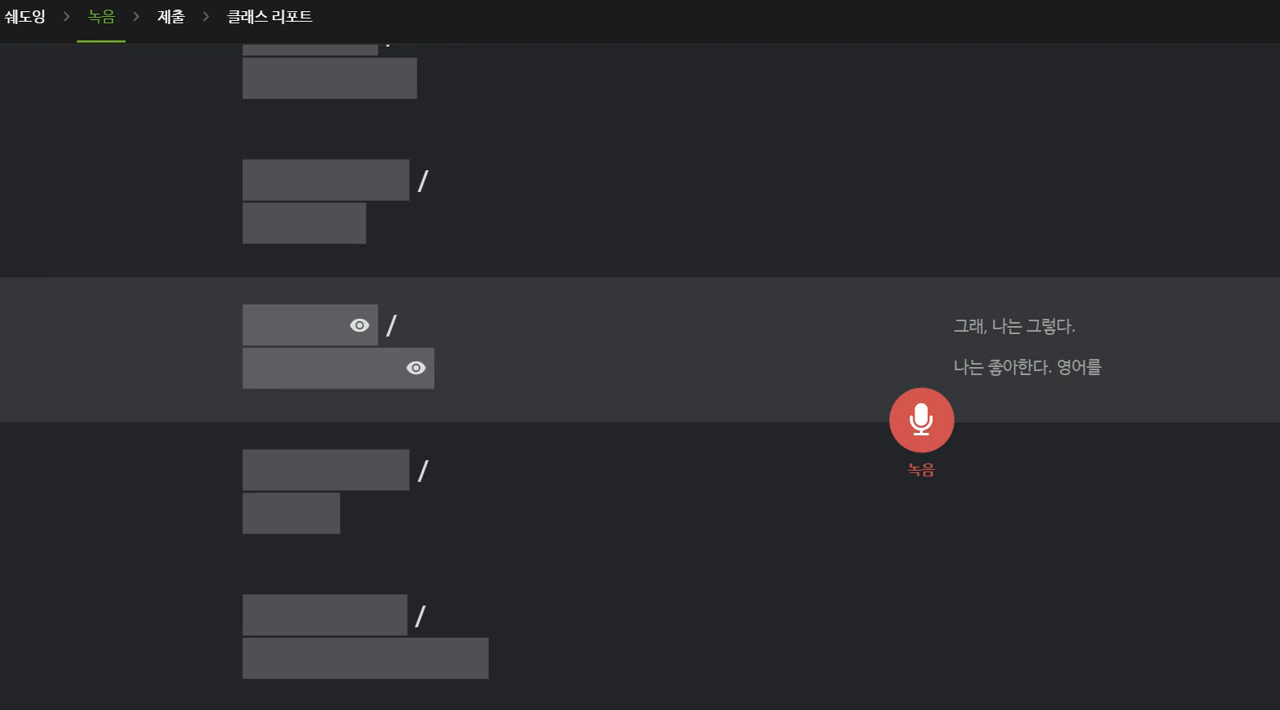 쉐도잉 > 녹음 > 제출 > 클래스 리포트
/
/
그래, 나는 그렇다.
나는 좋아한다. 영어를
녹음
/
/